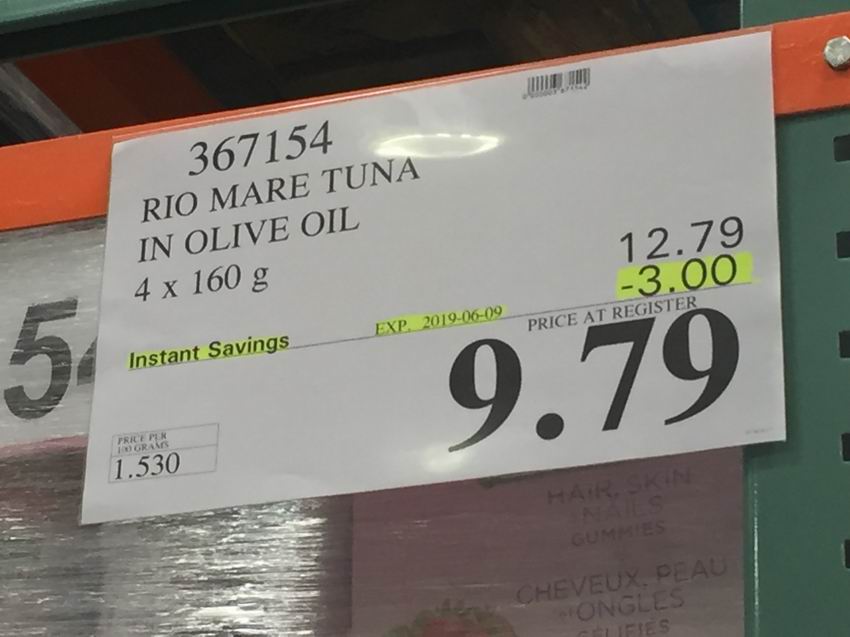 367154
RIO MARE TUNA
IN OLIVE OIL
4 x 160 g
12.79
-3.00
Instant Savings
EXP. 2019-06-09
PRICE AT REGISTER
9.79
PRICE PER
100 GRAMS
1.530
HAIR, SKIN
NAILS
GUMMIES
CHEVEUX, PEAU
ONGLES